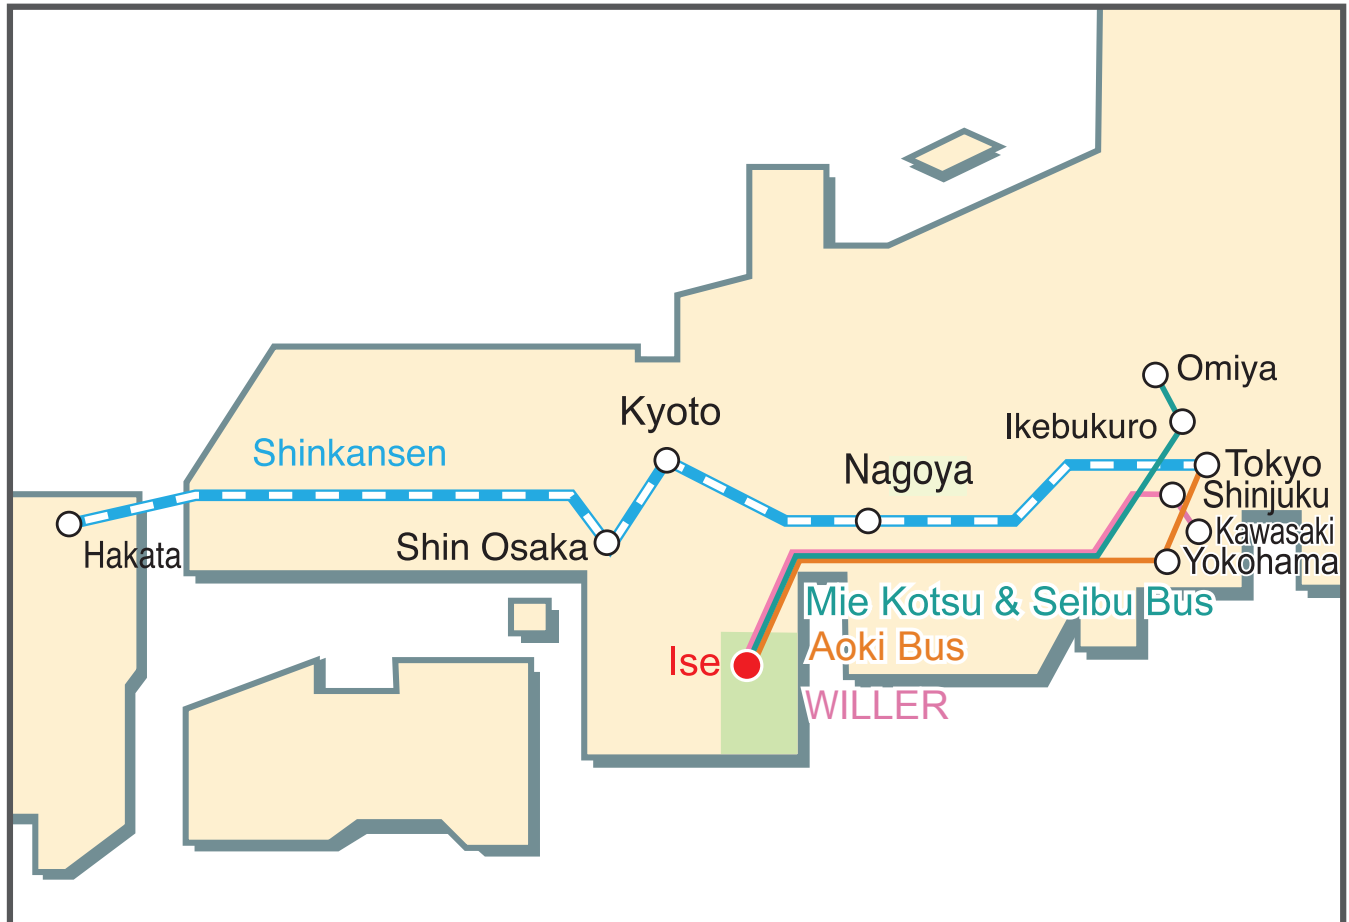 Omiya
Kyoto
Ikebukuro
Shinkansen
Nagoya
Tokyo
Shinjuku
Kawasaki
Hakata
Shin Osaka
Yokohama
Mie Kotsu & Seibu Bus
Aoki Bus
Ise
WILLER